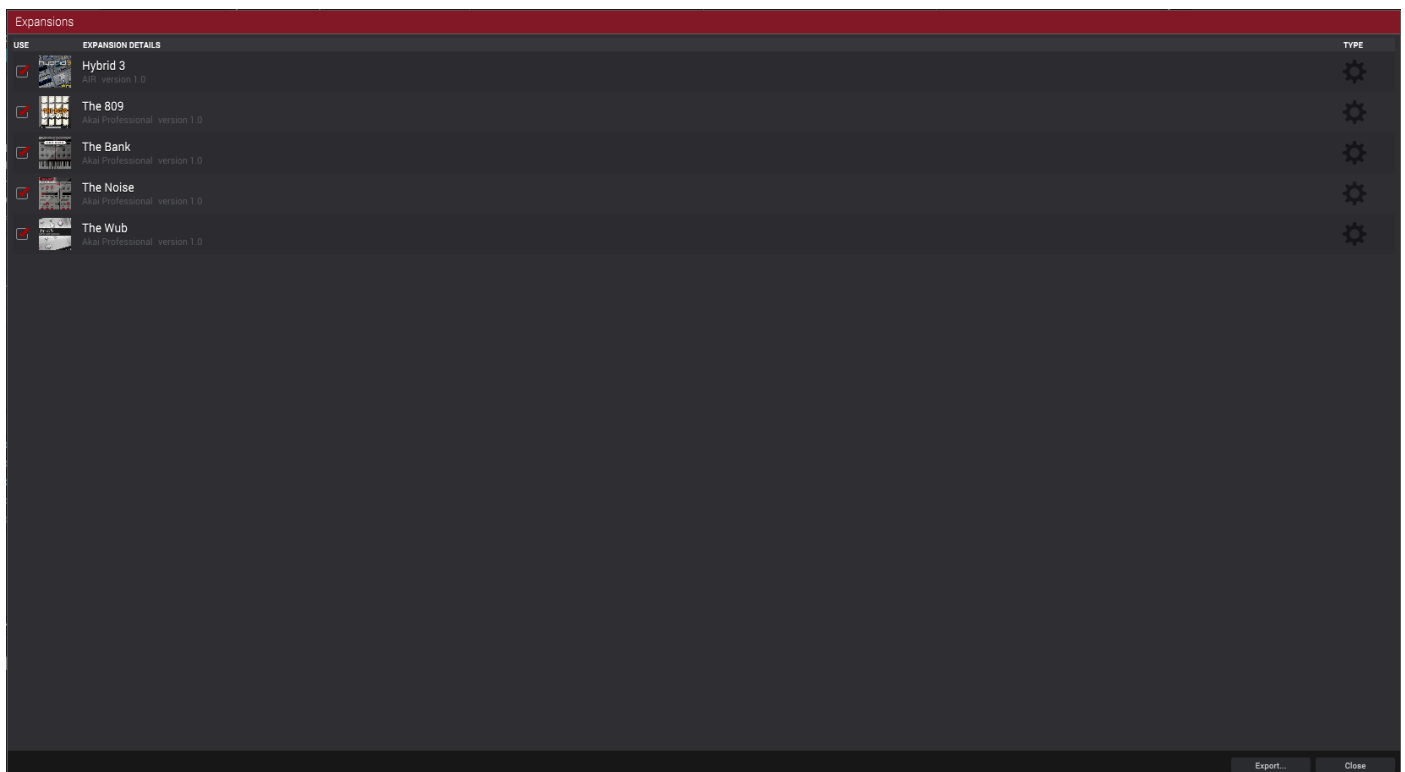 Expansions
USE EXPANSION DETAILS TYPE
Hybrid 3
AIR version 1.0
The 809
Akai Professional version 1.0
The Bank
Akai Professional version 1.0
The Noise
Akai Professional version 1.0
The Wub
Akai Professional version 1.0
Export... Close